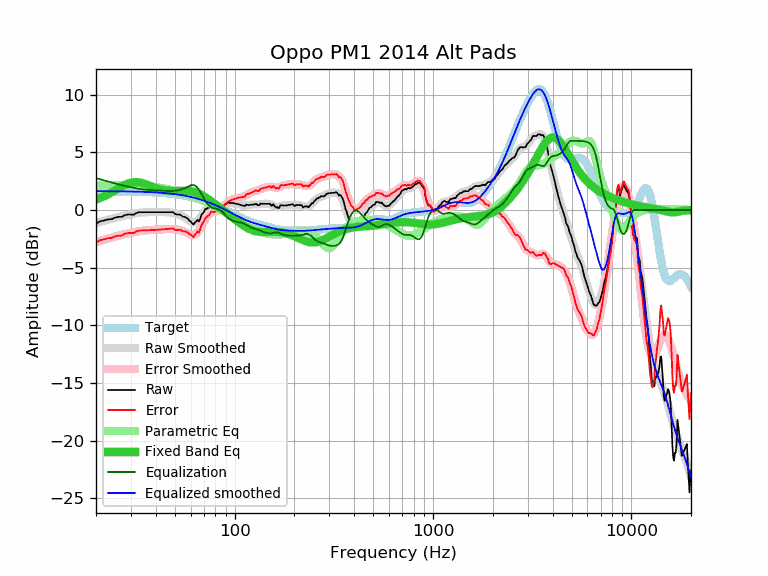 Oppo PM1 2014 Alt Pads
10
5
0
−5
−10
−15
−20
−25
Amplitude (dBr)
Target
Raw Smoothed
Error Smoothed
Raw
Error
Parametric Eq
Fixed Band Eq
Equalization
Equalized smoothed
100 1000 10000
Frequency (Hz)